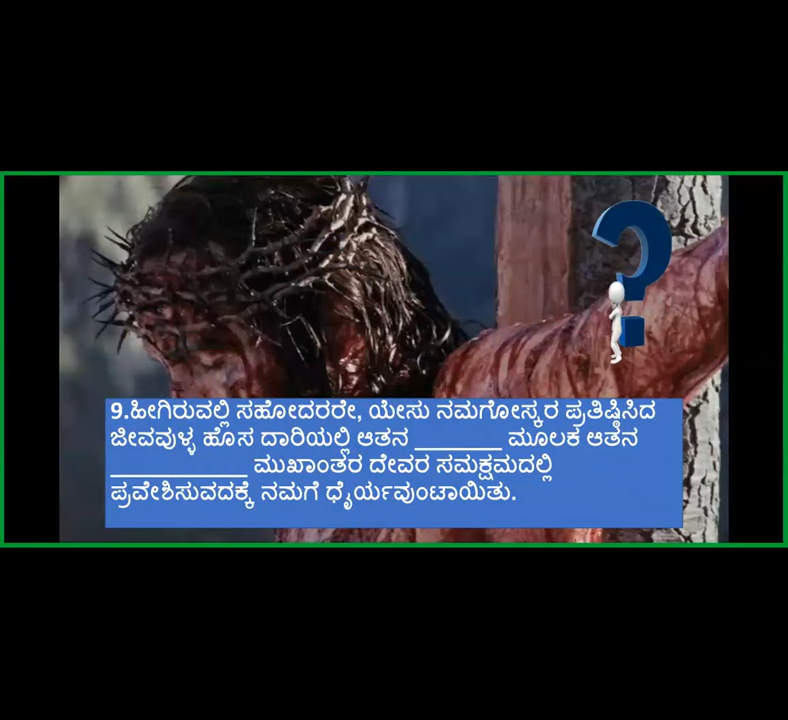 9.ಹೀಗಿರುವಲ್ಲಿ ಸಹೋದರರೇ, ಯೇಸು ನಮಗೋಸ್ಕರ ಪ್ರತಿಷ್ಠಿಸಿದ
ಜೀವವುಳ್ಳ ಹೊಸ ದಾರಿಯಲ್ಲಿ ಆತನ _______ ಮೂಲಕ ಆತನ
___________ ಮುಖಾಂತರ ದೇವರ ಸಮಕ್ಷಮದಲ್ಲಿ
ಪ್ರವೇಶಿಸುವದಕ್ಕೆ ನಮಗೆ ಧೈರ್ಯವುಂಟಾಯಿತು.